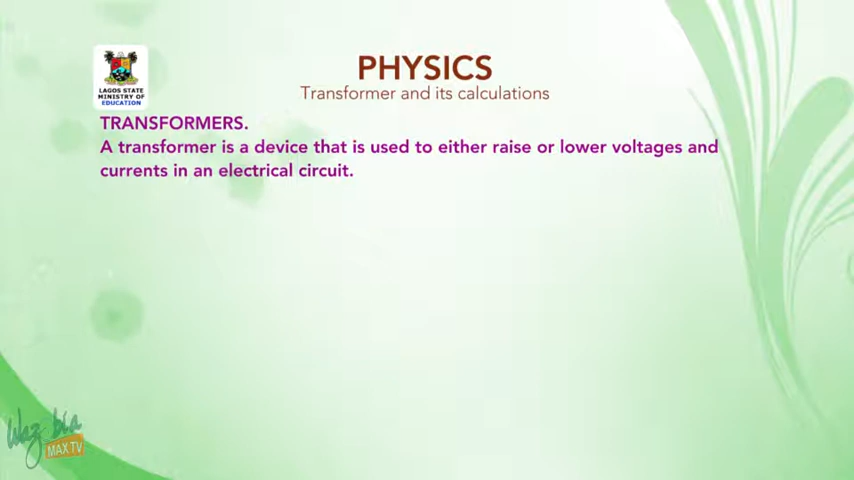 PHYSICS
Transformer and its calculations
LAGOS STATE
MINISTRY OF
EDUCATION
TRANSFORMERS.
A transformer is a device that is used to either raise or lower voltages and
currents in an electrical circuit.
Wazobia
MAX TV